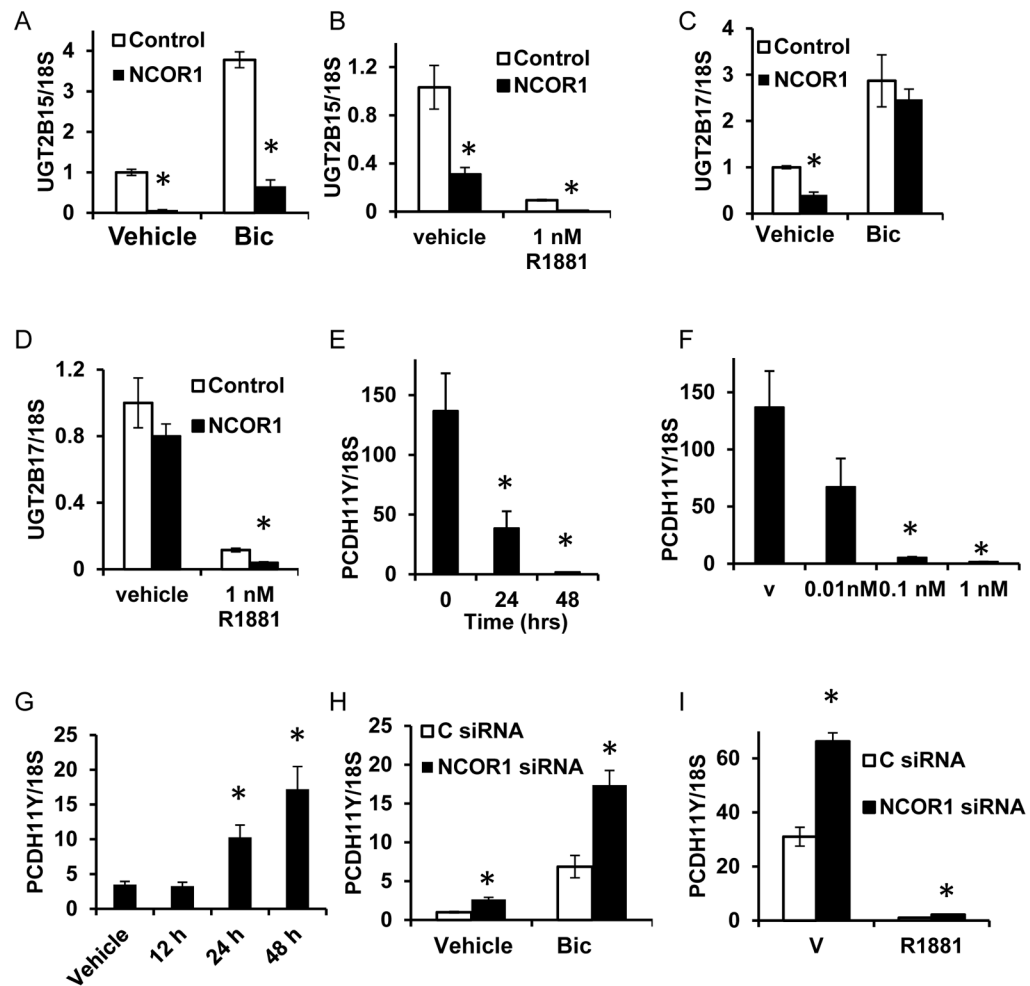 A
UGT2B15/18S
Control
NCOR1
4
3
2
1
0
*
*
Vehicle Bic
B
UGT2B15/18S
Control
NCOR1
1.2
0.8
0.4
0
*
*
vehicle 1 nM
R1881
C
UGT2B17/18S
Control
NCOR1
4
3
2
1
0
*
Vehicle Bic
D
UGT2B17/18S
Control
NCOR1
1.2
0.8
0.4
0
*
vehicle 1 nM
R1881
E
PCDH11Y/18S
150
100
50
0
*
*
0 24 48
Time (hrs)
F
PCDH11Y/18S
150
100
50
0
*
*
v 0.01nM 0.1 nM 1 nM
G
PCDH11Y/18S
25
20
15
10
5
0
*
*
Vehicle 12 h 24 h 48 h
H
PCDH11Y/18S
C siRNA
NCOR1 siRNA
25
20
15
10
5
0
*
*
Vehicle Bic
I
PCDH11Y/18S
C siRNA
NCOR1 siRNA
60
40
20
0
*
*
V R1881